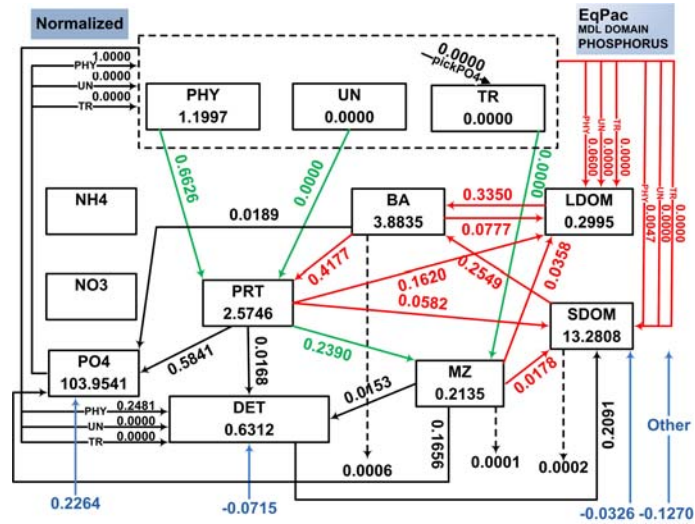 Normalized
EqPac
MDL DOMAIN
PHOSPHORUS
PHY 1.0000
UN 0.0000
TR 0.0000
0.0000
pickPO4
PHY
1.1997
UN
0.0000
TR
0.0000
PHY 0.0600
UN 0.0000
TR 0.0000
PHY 0.0047
UN 0.0000
TR 0.0000
0.6626
0.0000
0.0000
NH4
BA
3.8835
LDOM
0.2995
0.3350
0.0777
0.0189
0.4177
0.1620
0.2549
0.0358
0.0582
NO3
PRT
2.5746
SDOM
13.2808
PO4
103.9541
0.5841
0.0168
0.2390
MZ
0.2135
0.0178
0.0153
PHY 0.2481
UN 0.0000
TR 0.0000
DET
0.6312
0.1656
0.2091
Other
0.0006
0.0001
0.0002
0.2264
-0.0715
-0.0326
-0.1270